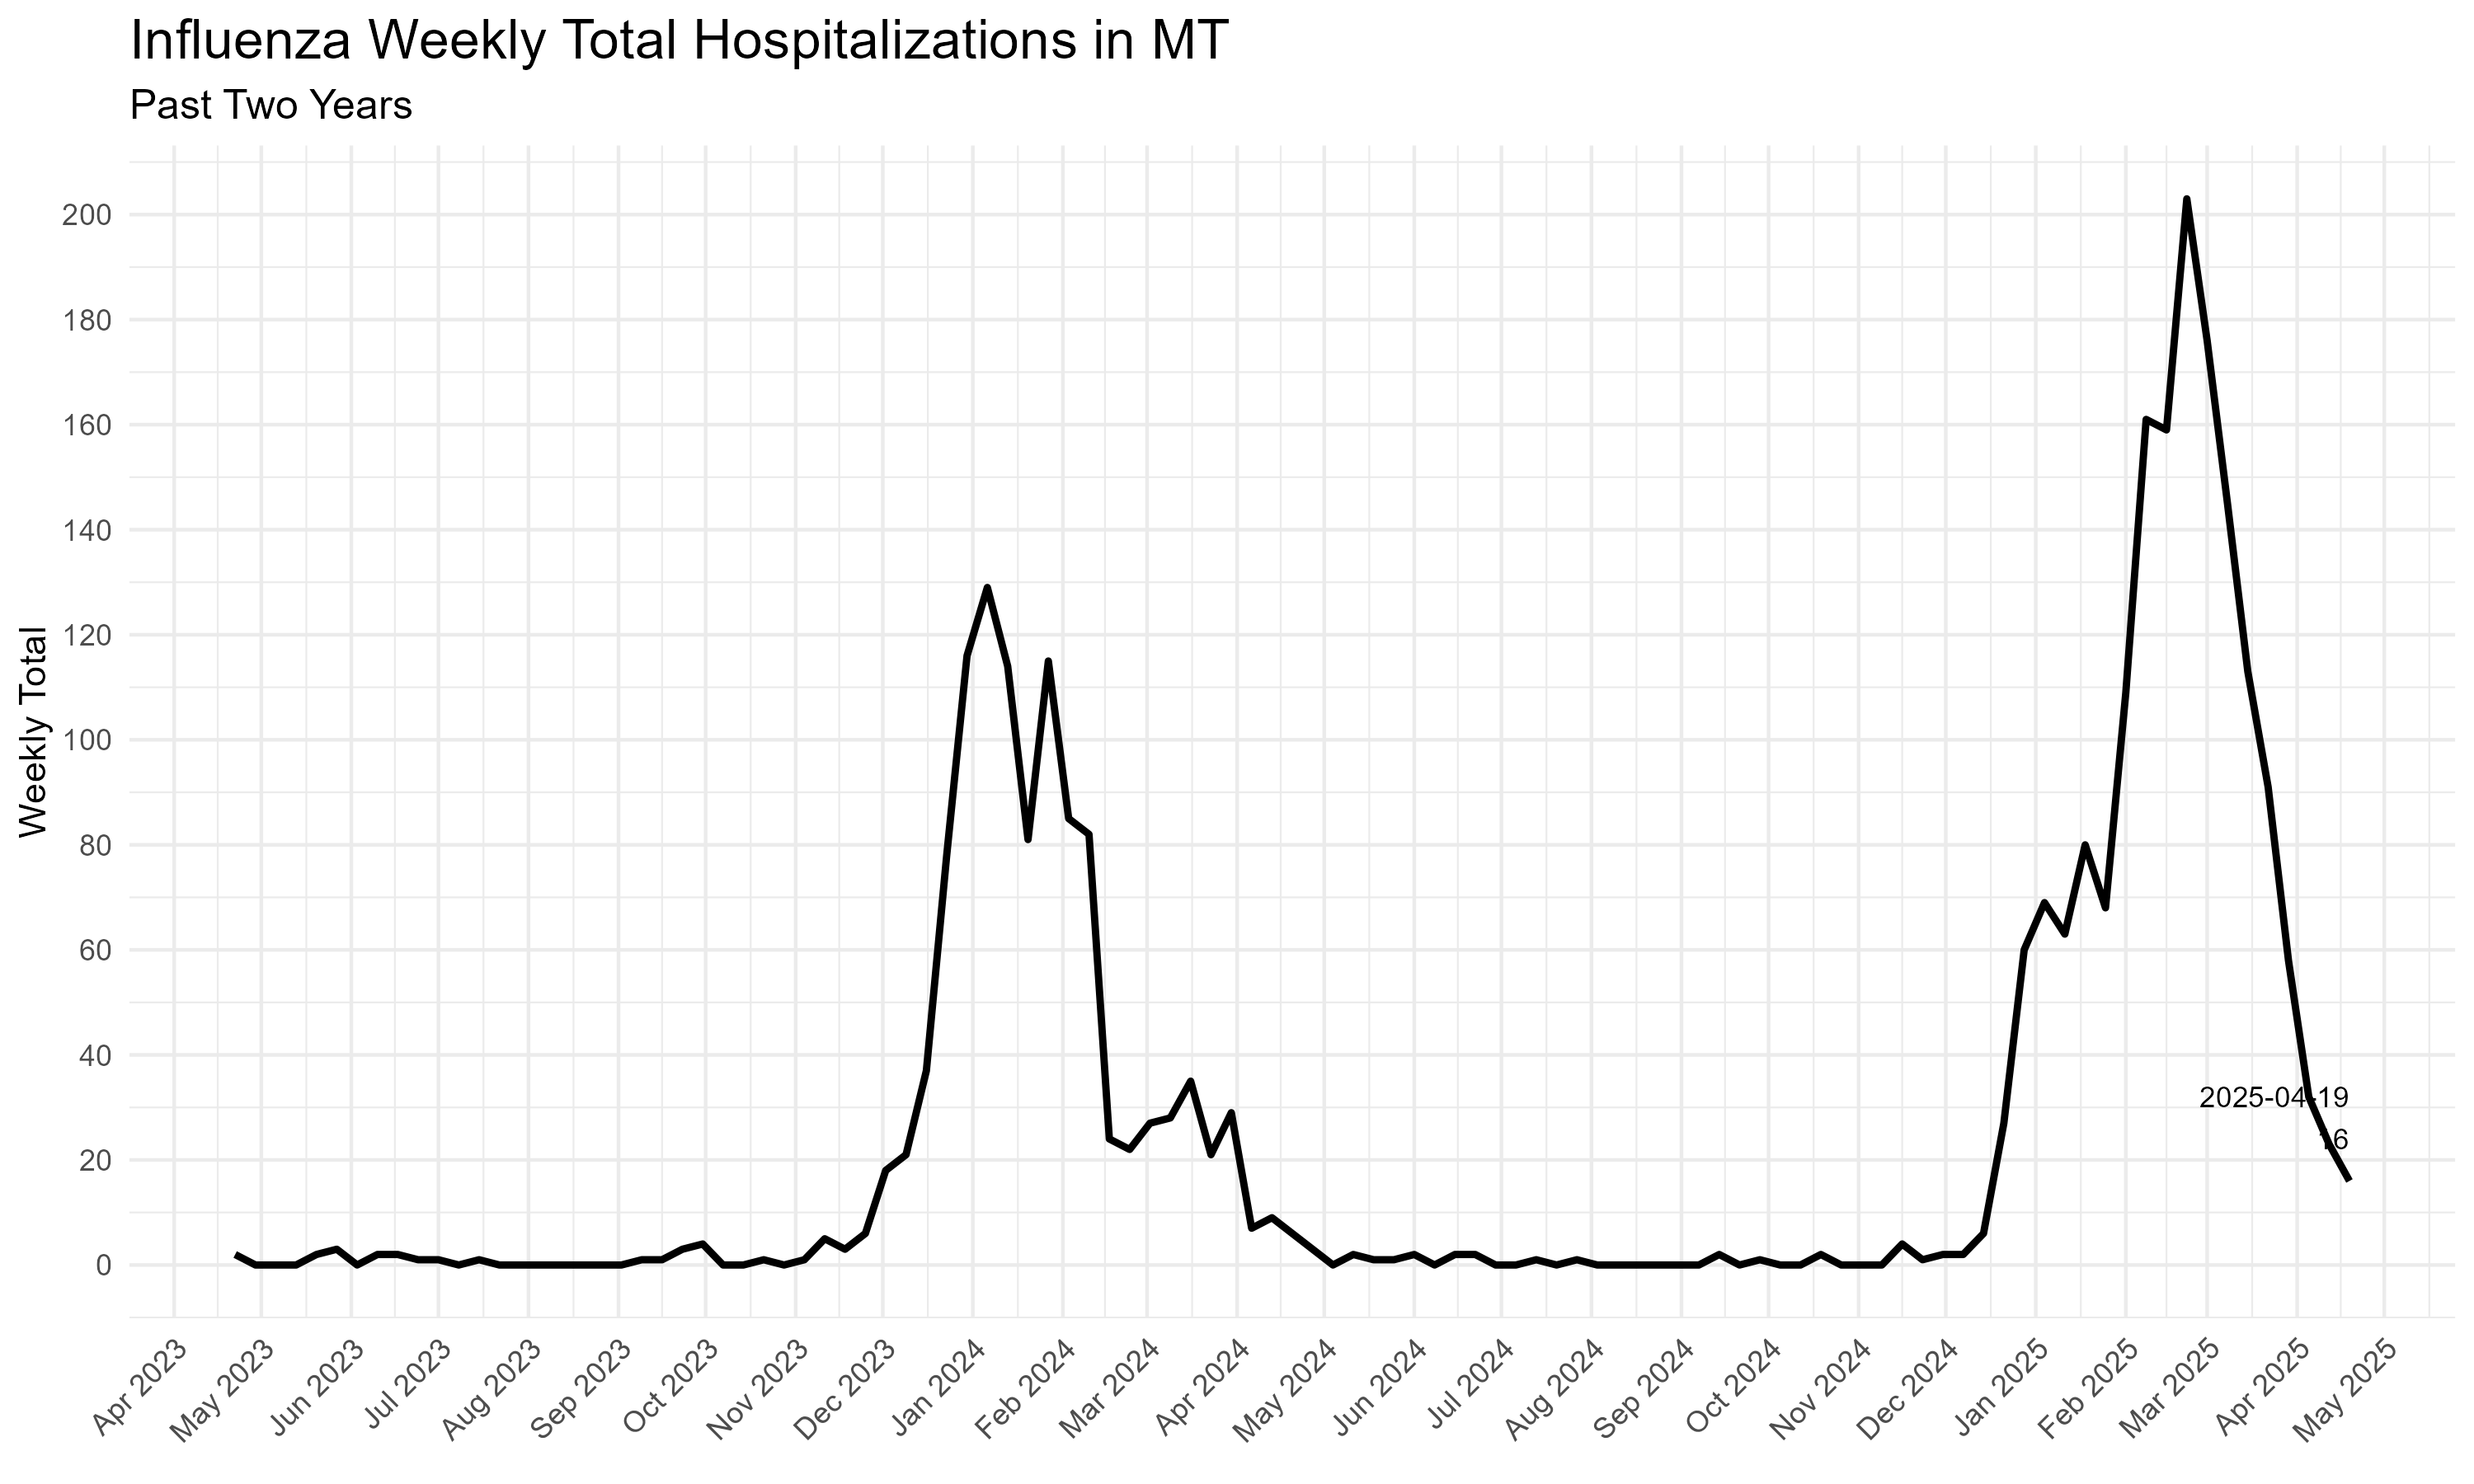 Influenza Weekly Total Hospitalizations in MT
Past Two Years
Weekly Total
200
180
160
140
120
100
80
60
40
20
0
2025-04-19
16
Apr 2023
May 2023
Jun 2023
Jul 2023
Aug 2023
Sep 2023
Oct 2023
Nov 2023
Dec 2023
Jan 2024
Feb 2024
Mar 2024
Apr 2024
May 2024
Jun 2024
Jul 2024
Aug 2024
Sep 2024
Oct 2024
Nov 2024
Dec 2024
Jan 2025
Feb 2025
Mar 2025
Apr 2025
May 2025